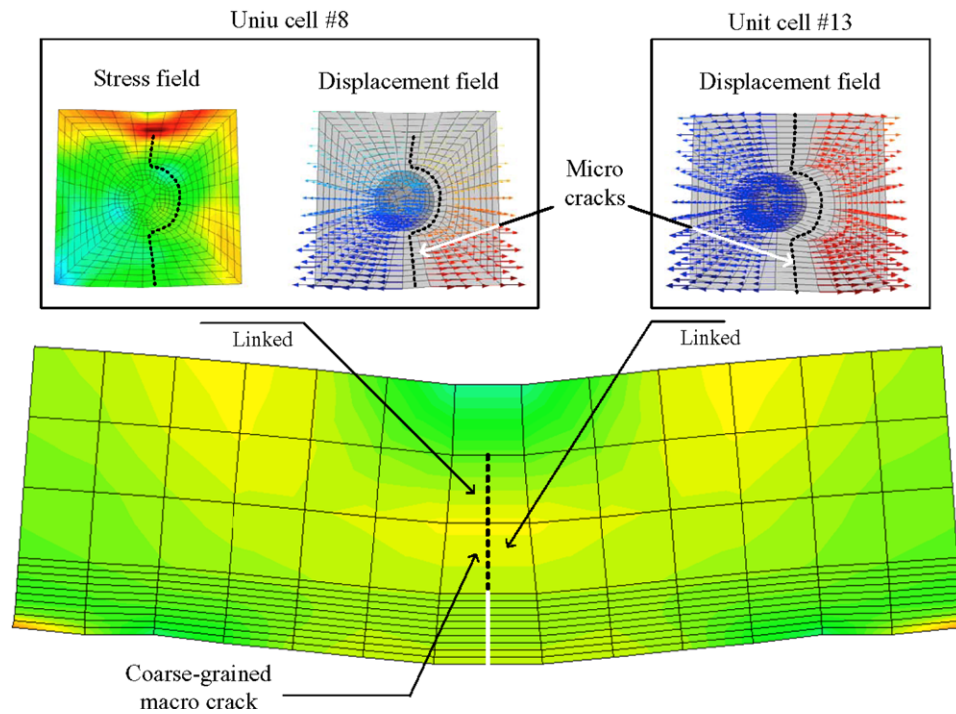 Uniu cell #8
Unit cell #13
Stress field
Displacement field
Displacement field
Micro
cracks
Linked
Linked
Coarse-grained
macro crack